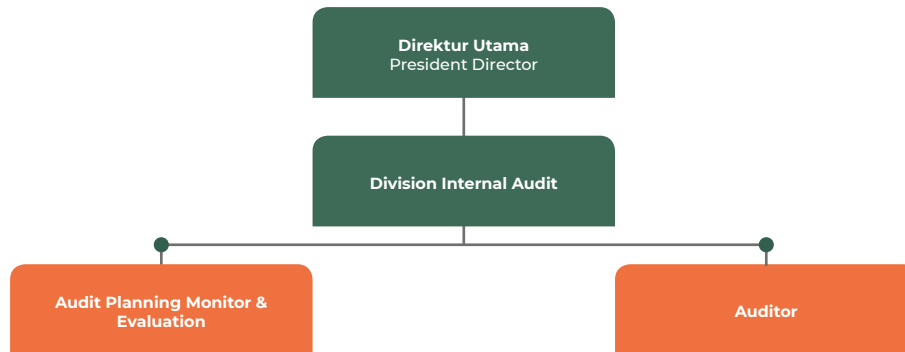 Direktur Utama
President Director
Division Internal Audit
Audit Planning Monitor &
Evaluation
Auditor